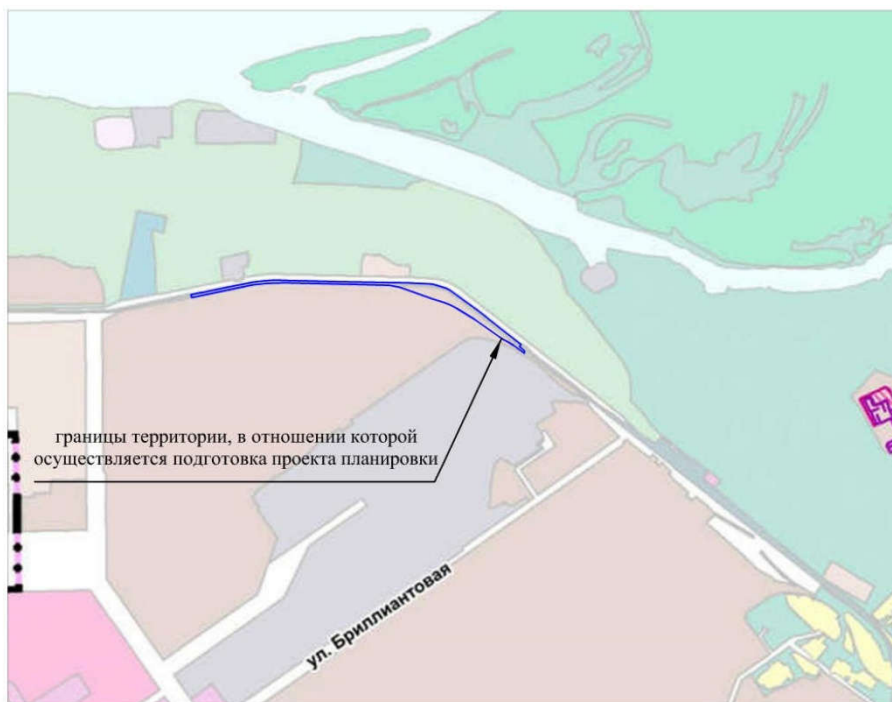 границы территории, в отношении которой
осуществляется подготовка проекта планировки
ул. Бриллиантовая